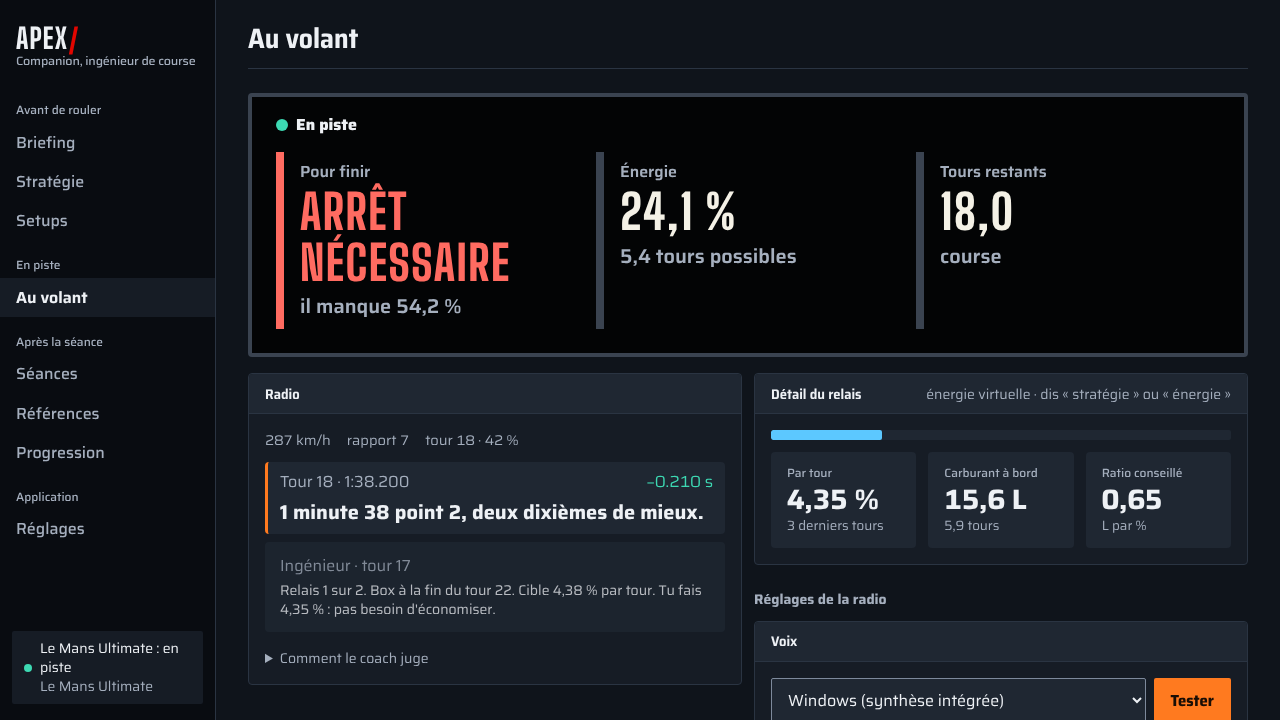 APEX/
Companion, ingénieur de course
Avant de rouler
Briefing
Stratégie
Setups
En piste
Au volant
Après la séance
Séances
Références
Progression
Application
Réglages
Le Mans Ultimate : en
piste
Le Mans Ultimate
Au volant
En piste
Pour finir
ARRÊT
NÉCESSAIRE
il manque 54,2 %
Énergie
24,1 %
5,4 tours possibles
Tours restants
18,0
course
Radio
287 km/h rapport 7 tour 18 · 42 %
Tour 18 · 1:38.200 −0.210 s
1 minute 38 point 2, deux dixièmes de mieux.
Ingénieur · tour 17
Relais 1 sur 2. Box à la fin du tour 22. Cible 4,38 % par tour. Tu fais
4,35 % : pas besoin d'économiser.
Comment le coach juge
Détail du relais énergie virtuelle · dis « stratégie » ou « énergie »
Par tour
4,35 %
3 derniers tours
Carburant à bord
15,6 L
5,9 tours
Ratio conseillé
0,65
L par %
Réglages de la radio
Voix
Windows (synthèse intégrée)
Tester